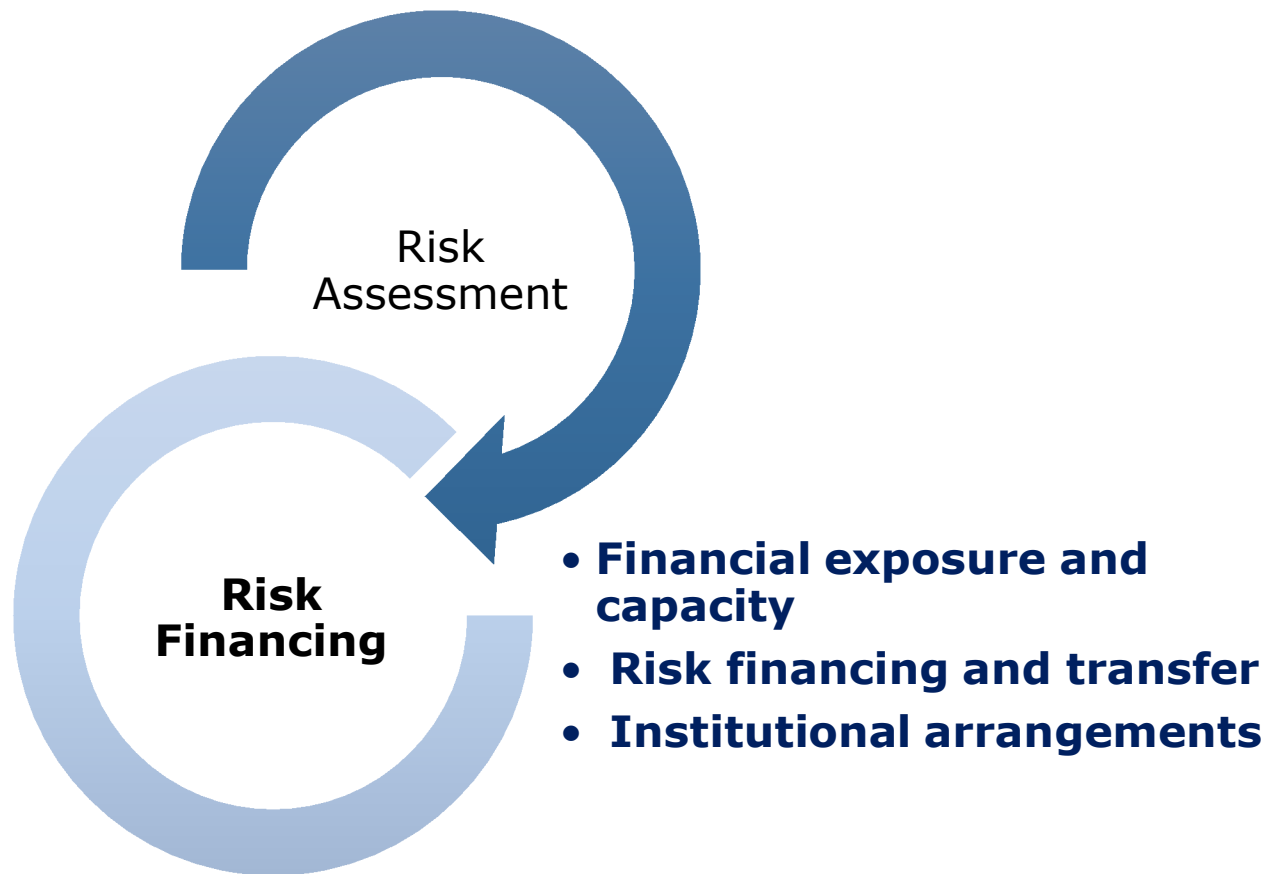 Risk
Assessment
Risk
Financing
• Financial exposure and
capacity
• Risk financing and transfer
• Institutional arrangements